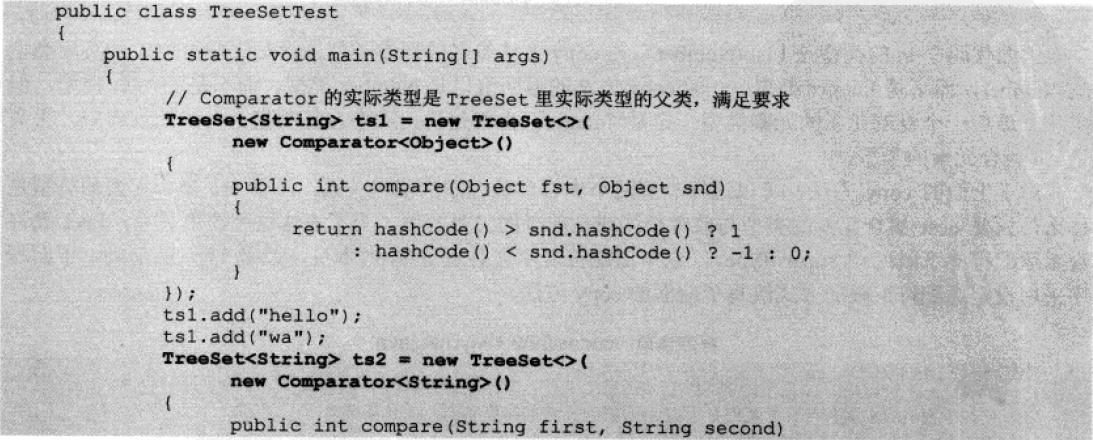 public class TreeSetTest
{
public static void main(String[] args)
{
// Comparator 的实际类型是 TreeSet 里实际类型的父类，满足要求
TreeSet<String> ts1 = new TreeSet<>(
new Comparator<Object>()
{
public int compare(Object fst, Object snd)
{
return hashCode() > snd.hashCode() ? 1
: hashCode() < snd.hashCode() ? -1 : 0;
}
});
ts1.add("hello");
ts1.add("wa");
TreeSet<String> ts2 = new TreeSet<>(
new Comparator<String>()
{
public int compare(String first, String second)